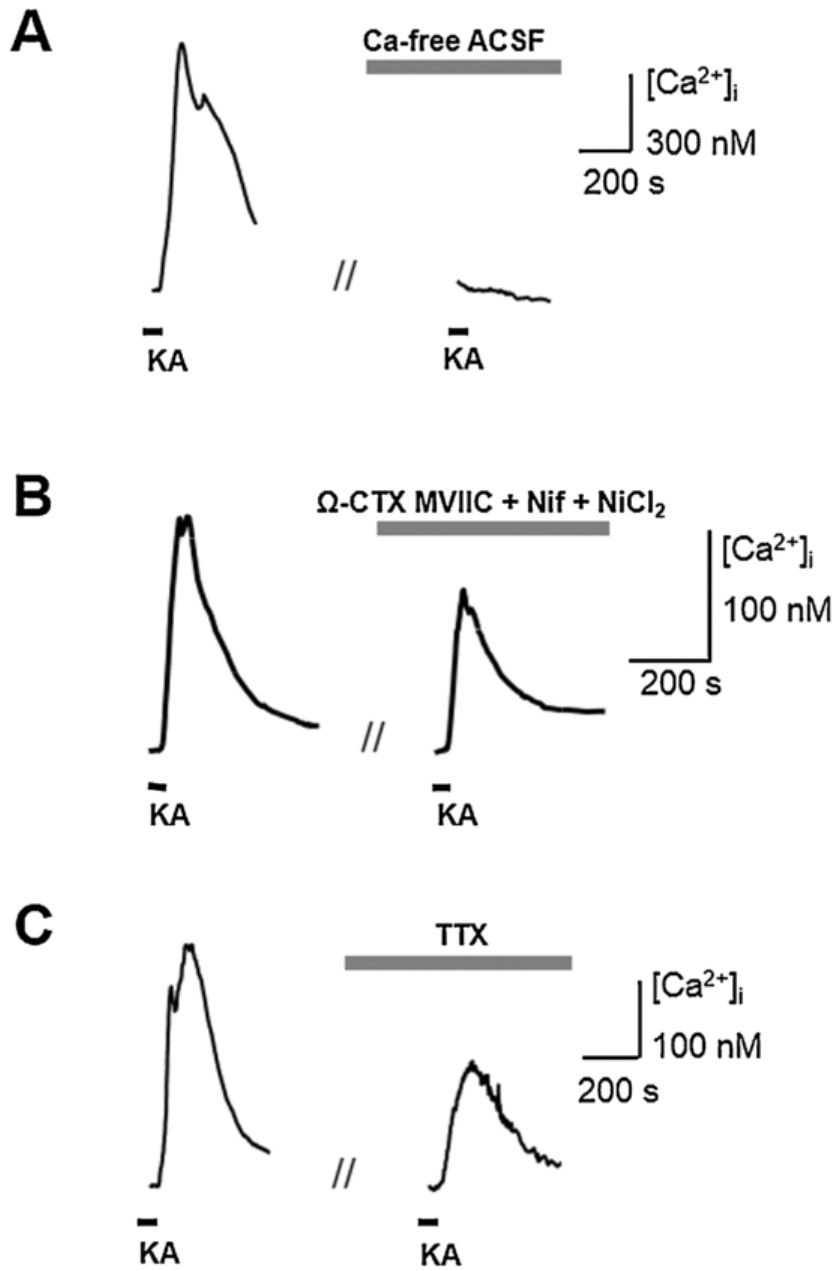 A
Ca-free ACSF
[Ca²⁺]ᵢ
300 nM
200 s
//
KA
KA
B
Ω-CTX MVIIC + Nif + NiCl₂
[Ca²⁺]ᵢ
100 nM
200 s
//
KA
KA
C
TTX
[Ca²⁺]ᵢ
100 nM
200 s
//
KA
KA